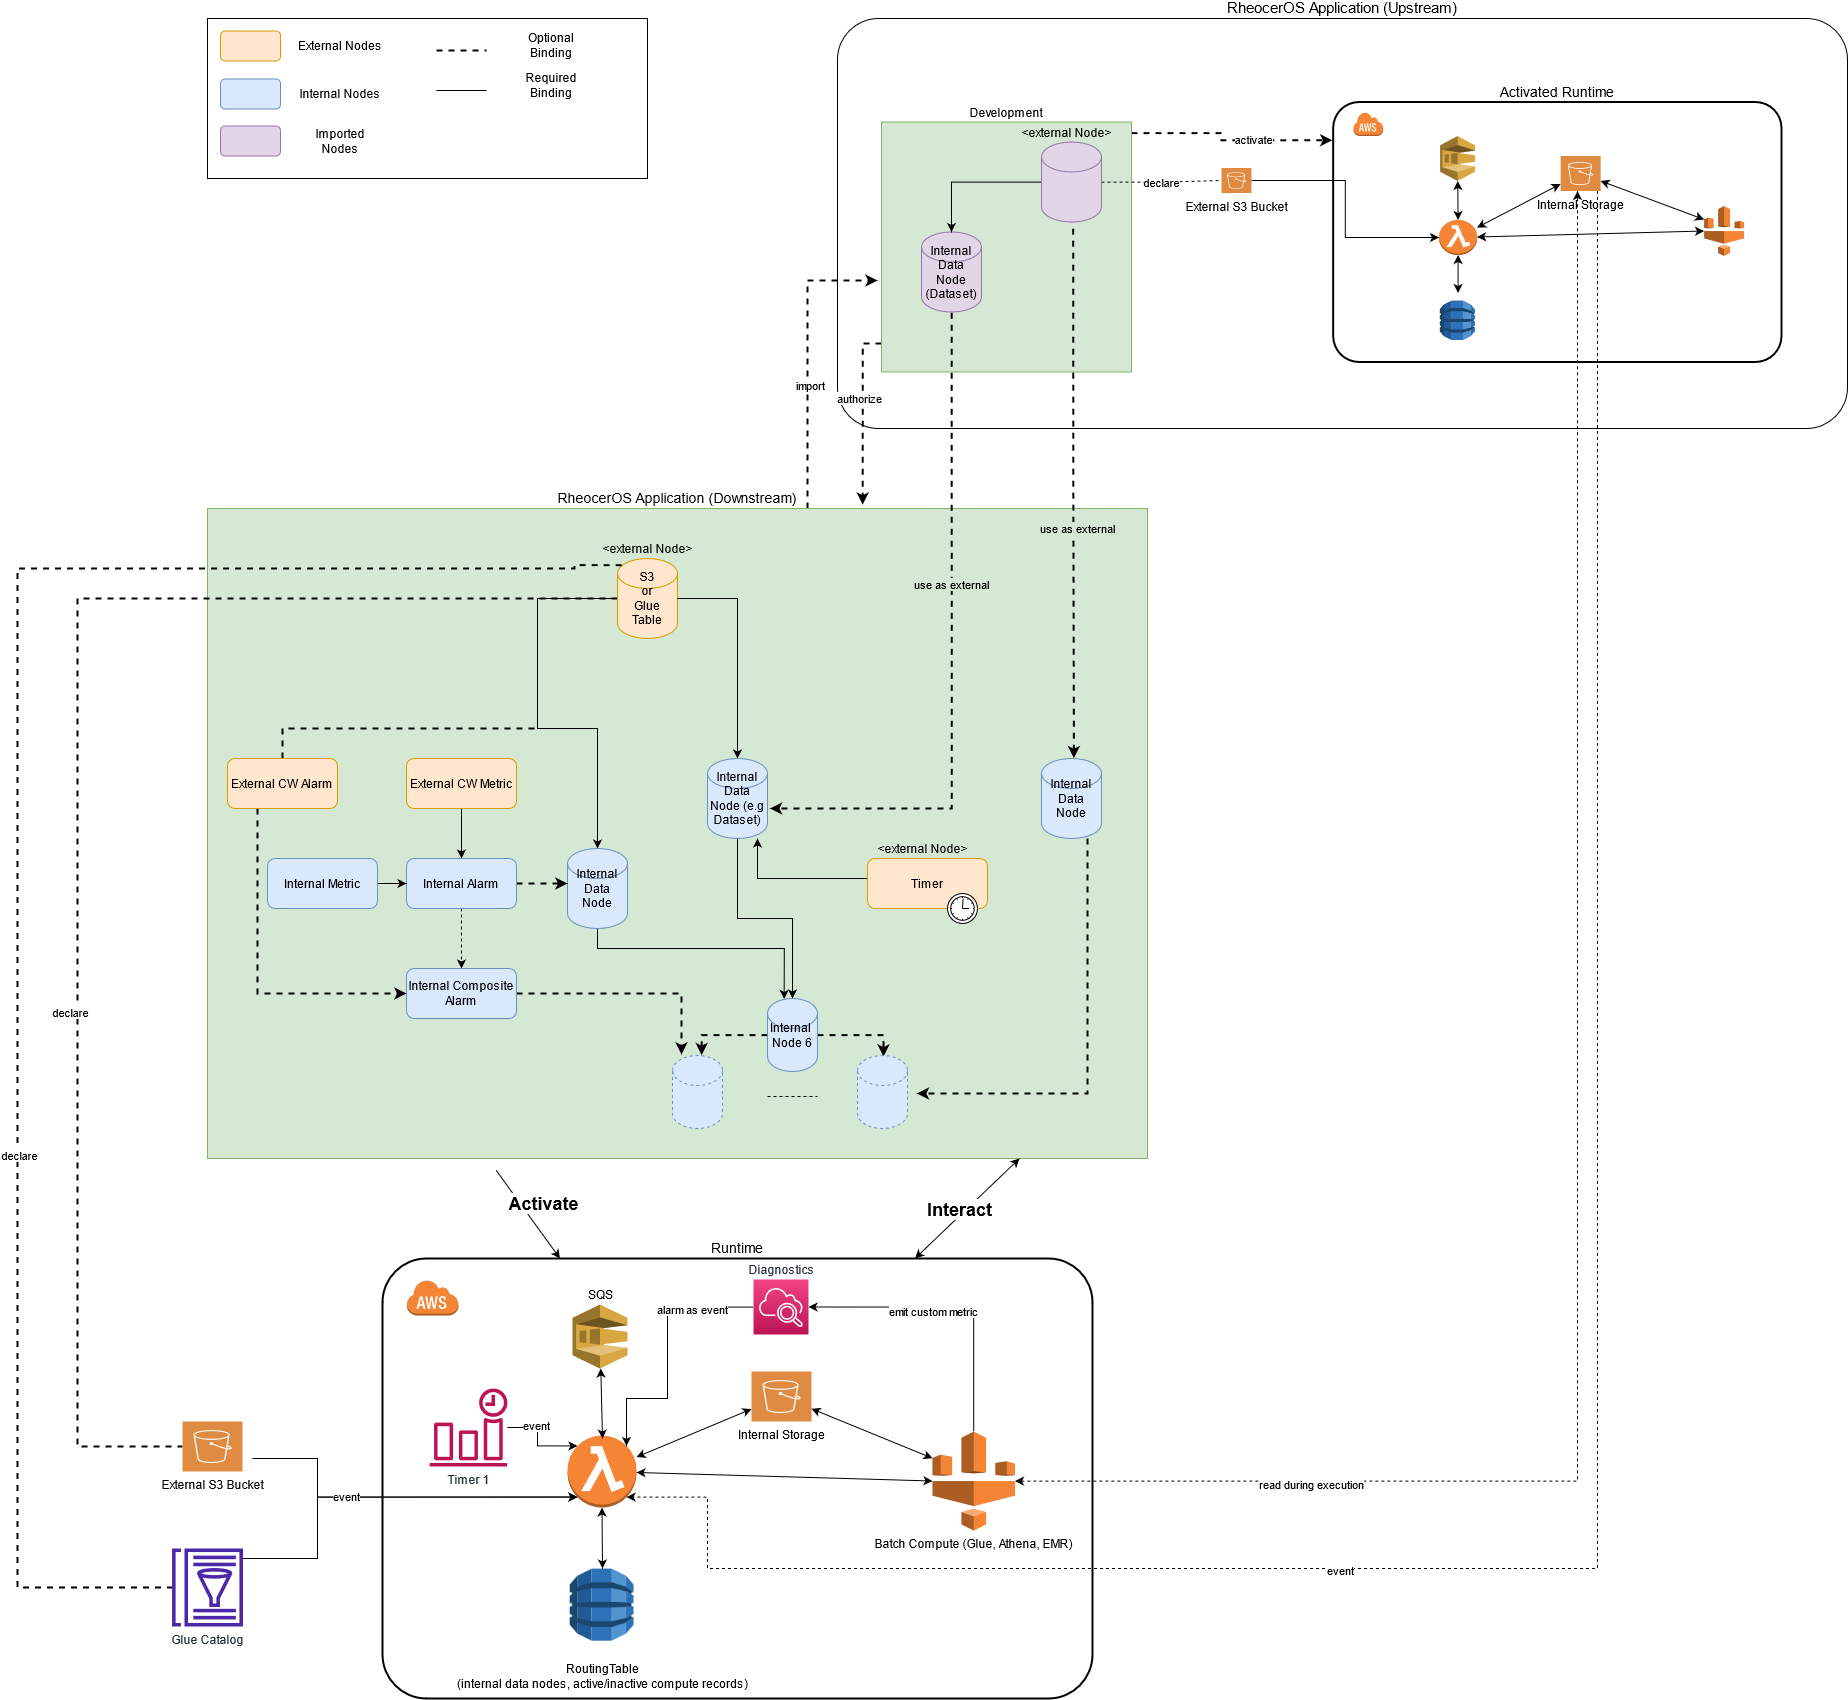 RheocerOS Application (Upstream)
External Nodes
Optional
Binding
Internal Nodes
Required
Binding
Imported
Nodes
Development
<external Node>
activate
Activated Runtime
AWS
declare
External S3 Bucket
Internal Storage
Internal
Data
Node
(Dataset)
import
authorize
RheocerOS Application (Downstream)
use as external
use as external
<external Node>
S3
or
Glue
Table
External CW Alarm
External CW Metric
Internal
Data
Node (e.g
Dataset)
Internal
Data
Node
<external Node>
Timer
Internal Metric
Internal Alarm
Internal
Data
Node
Internal Composite
Alarm
Internal
Node 6
declare
declare
Activate
Interact
Runtime
AWS
SQS
Diagnostics
alarm as event
emit custom metric
Timer 1
event
Internal Storage
External S3 Bucket
event
read during execution
Batch Compute (Glue, Athena, EMR)
event
Glue Catalog
RoutingTable
(internal data nodes, active/inactive compute records)